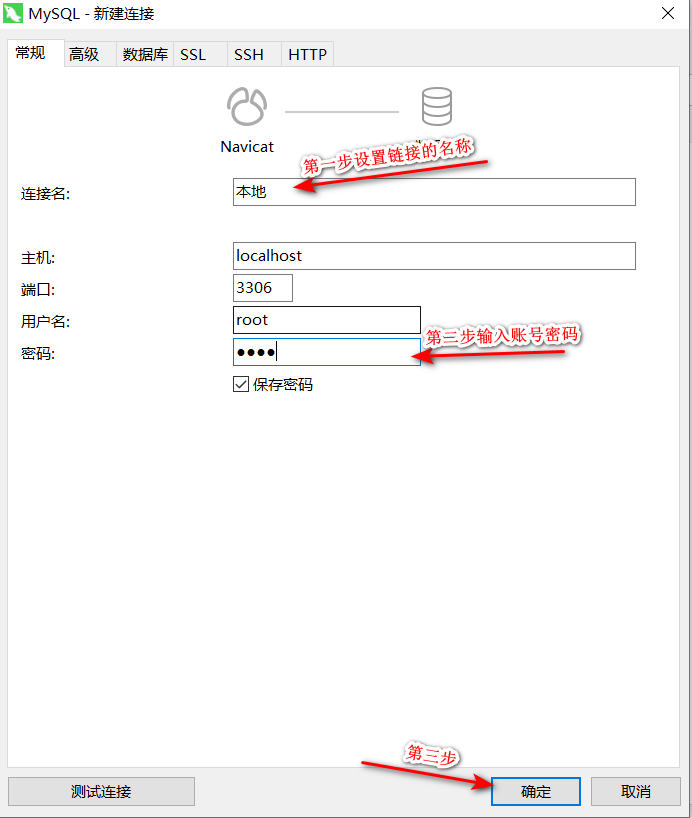 MySQL - 新建连接
常规 高级 数据库 SSL SSH HTTP
Navicat
第一步设置链接的名称
连接名: 本地
主机: localhost
端口: 3306
用户名: root
第二步输入账号密码
密码: ●●●●
保存密码
第三步
测试连接 确定 取消